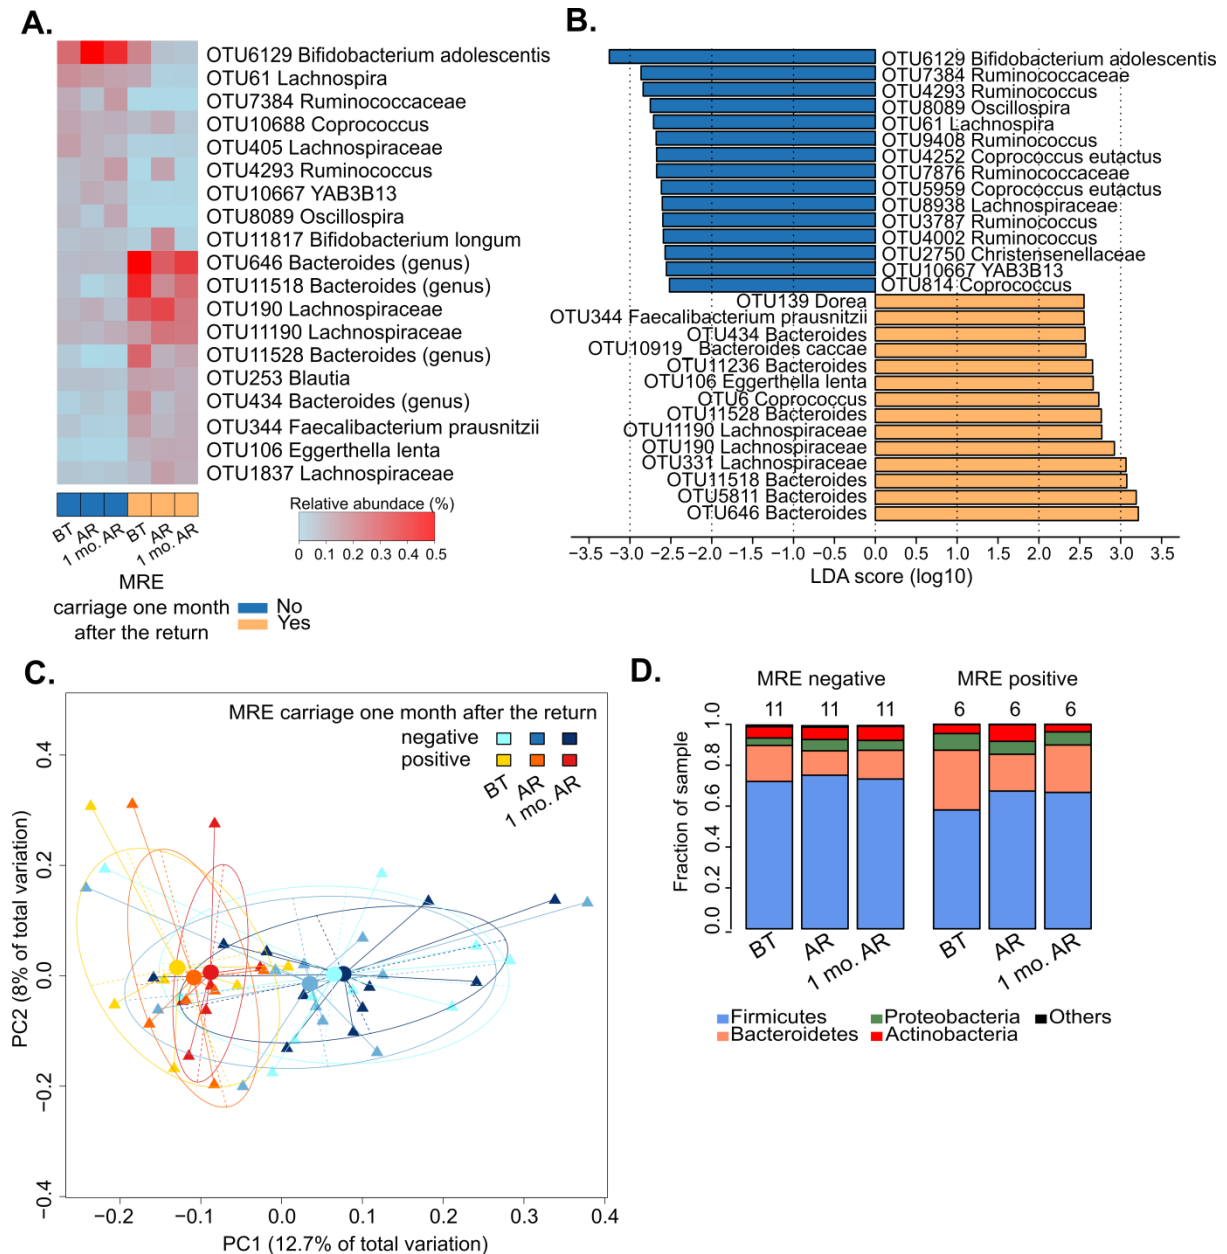 A.
OTU6129 Bifidobacterium adolescentis
OTU61 Lachnospira
OTU7384 Ruminococcaceae
OTU10688 Coprococcus
OTU405 Lachnospiraceae
OTU4293 Ruminococcus
OTU10667 YAB3B13
OTU8089 Oscillospira
OTU11817 Bifidobacterium longum
OTU646 Bacteroides (genus)
OTU11518 Bacteroides (genus)
OTU190 Lachnospiraceae
OTU11190 Lachnospiraceae
OTU11528 Bacteroides (genus)
OTU253 Blautia
OTU434 Bacteroides (genus)
OTU344 Faecalibacterium prausnitzii
OTU106 Eggerthella lenta
OTU1837 Lachnospiraceae
BT AR 1 mo. AR BT AR 1 mo. AR
Relative abundace (%)
0 0.1 0.2 0.3 0.4 0.5
MRE
carriage one month
after the return
No
Yes
B.
OTU6129 Bifidobacterium adolescentis
OTU7384 Ruminococcaceae
OTU4293 Ruminococcus
OTU8089 Oscillospira
OTU61 Lachnospira
OTU9408 Ruminococcus
OTU4252 Coprococcus eutactus
OTU7876 Ruminococcaceae
OTU5959 Coprococcus eutactus
OTU8938 Lachnospiraceae
OTU3787 Ruminococcus
OTU4002 Ruminococcus
OTU2750 Christensenellaceae
OTU10667 YAB3B13
OTU814 Coprococcus
OTU139 Dorea
OTU344 Faecalibacterium prausnitzii
OTU434 Bacteroides
OTU10919 Bacteroides caccae
OTU11236 Bacteroides
OTU106 Eggerthella lenta
OTU6 Coprococcus
OTU11528 Bacteroides
OTU11190 Lachnospiraceae
OTU190 Lachnospiraceae
OTU331 Lachnospiraceae
OTU11518 Bacteroides
OTU5811 Bacteroides
OTU646 Bacteroides
−3.5 −3.0 −2.5 −2.0 −1.5 −1.0 −0.5 0.0 0.5 1.0 1.5 2.0 2.5 3.0 3.5
LDA score (log10)
C.
MRE carriage one month after the return
negative
positive
BT AR 1 mo. AR
0.4
0.2
0.0
−0.2
−0.4
PC2 (8% of total variation)
−0.2 −0.1 0.0 0.1 0.2 0.3 0.4
PC1 (12.7% of total variation)
D.
MRE negative MRE positive
11 11 11 6 6 6
1.0
0.8
0.6
0.4
0.2
0.0
Fraction of sample
BT AR 1 mo. AR BT AR 1 mo. AR
Firmicutes Proteobacteria Others
Bacteroidetes Actinobacteria